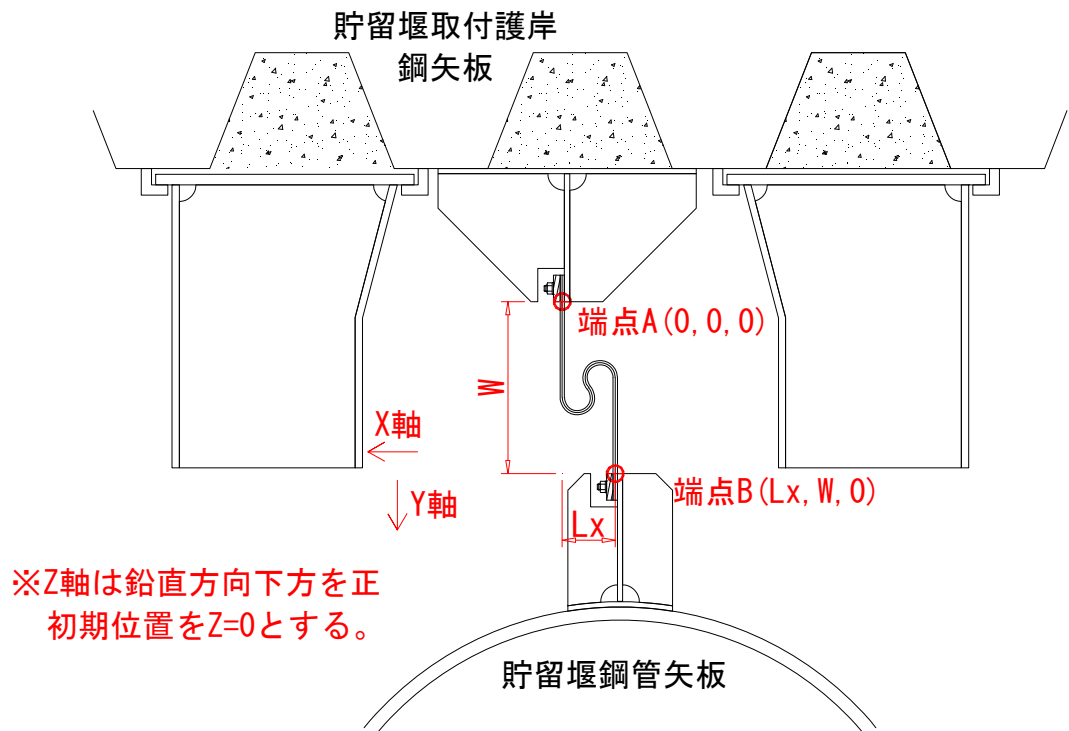 貯留堰取付護岸
鋼矢板
端点A(0,0,0)
W
X軸
Y軸
端点B(Lx,W,0)
Lx
※Z軸は鉛直方向下方を正
初期位置をZ=0とする。
貯留堰鋼管矢板